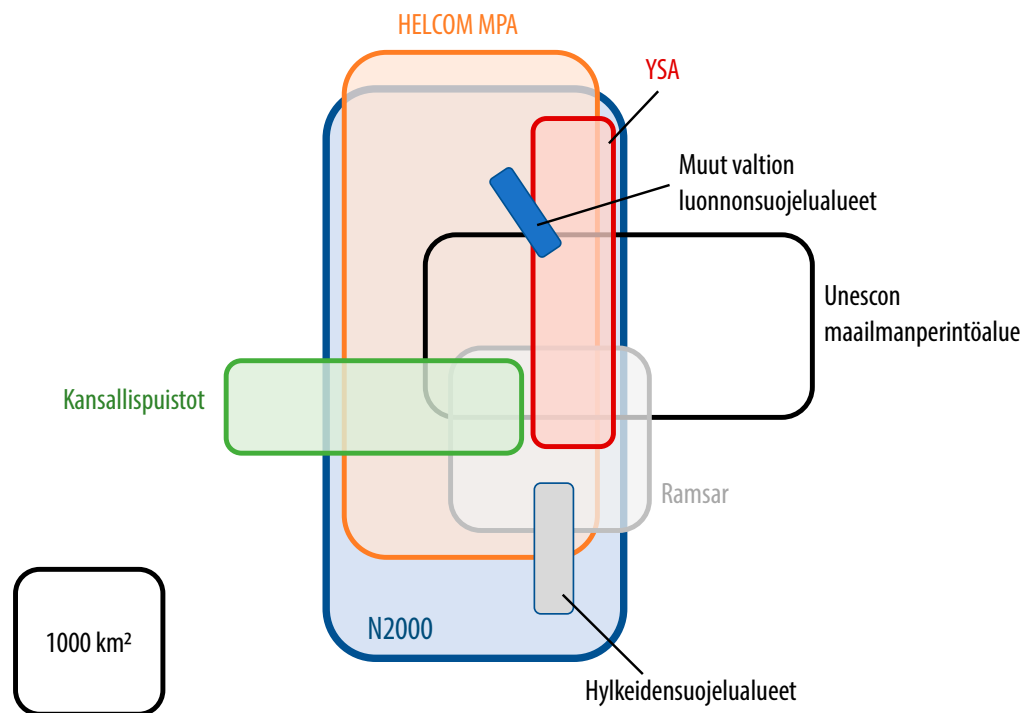 HELCOM MPA
YSA
Muut valtion
luonnonsuojelualueet
Unescon
maailmanperintöalue
Kansallispuistot
Ramsar
1000 km²
N2000
Hylkeidensuojelualueet